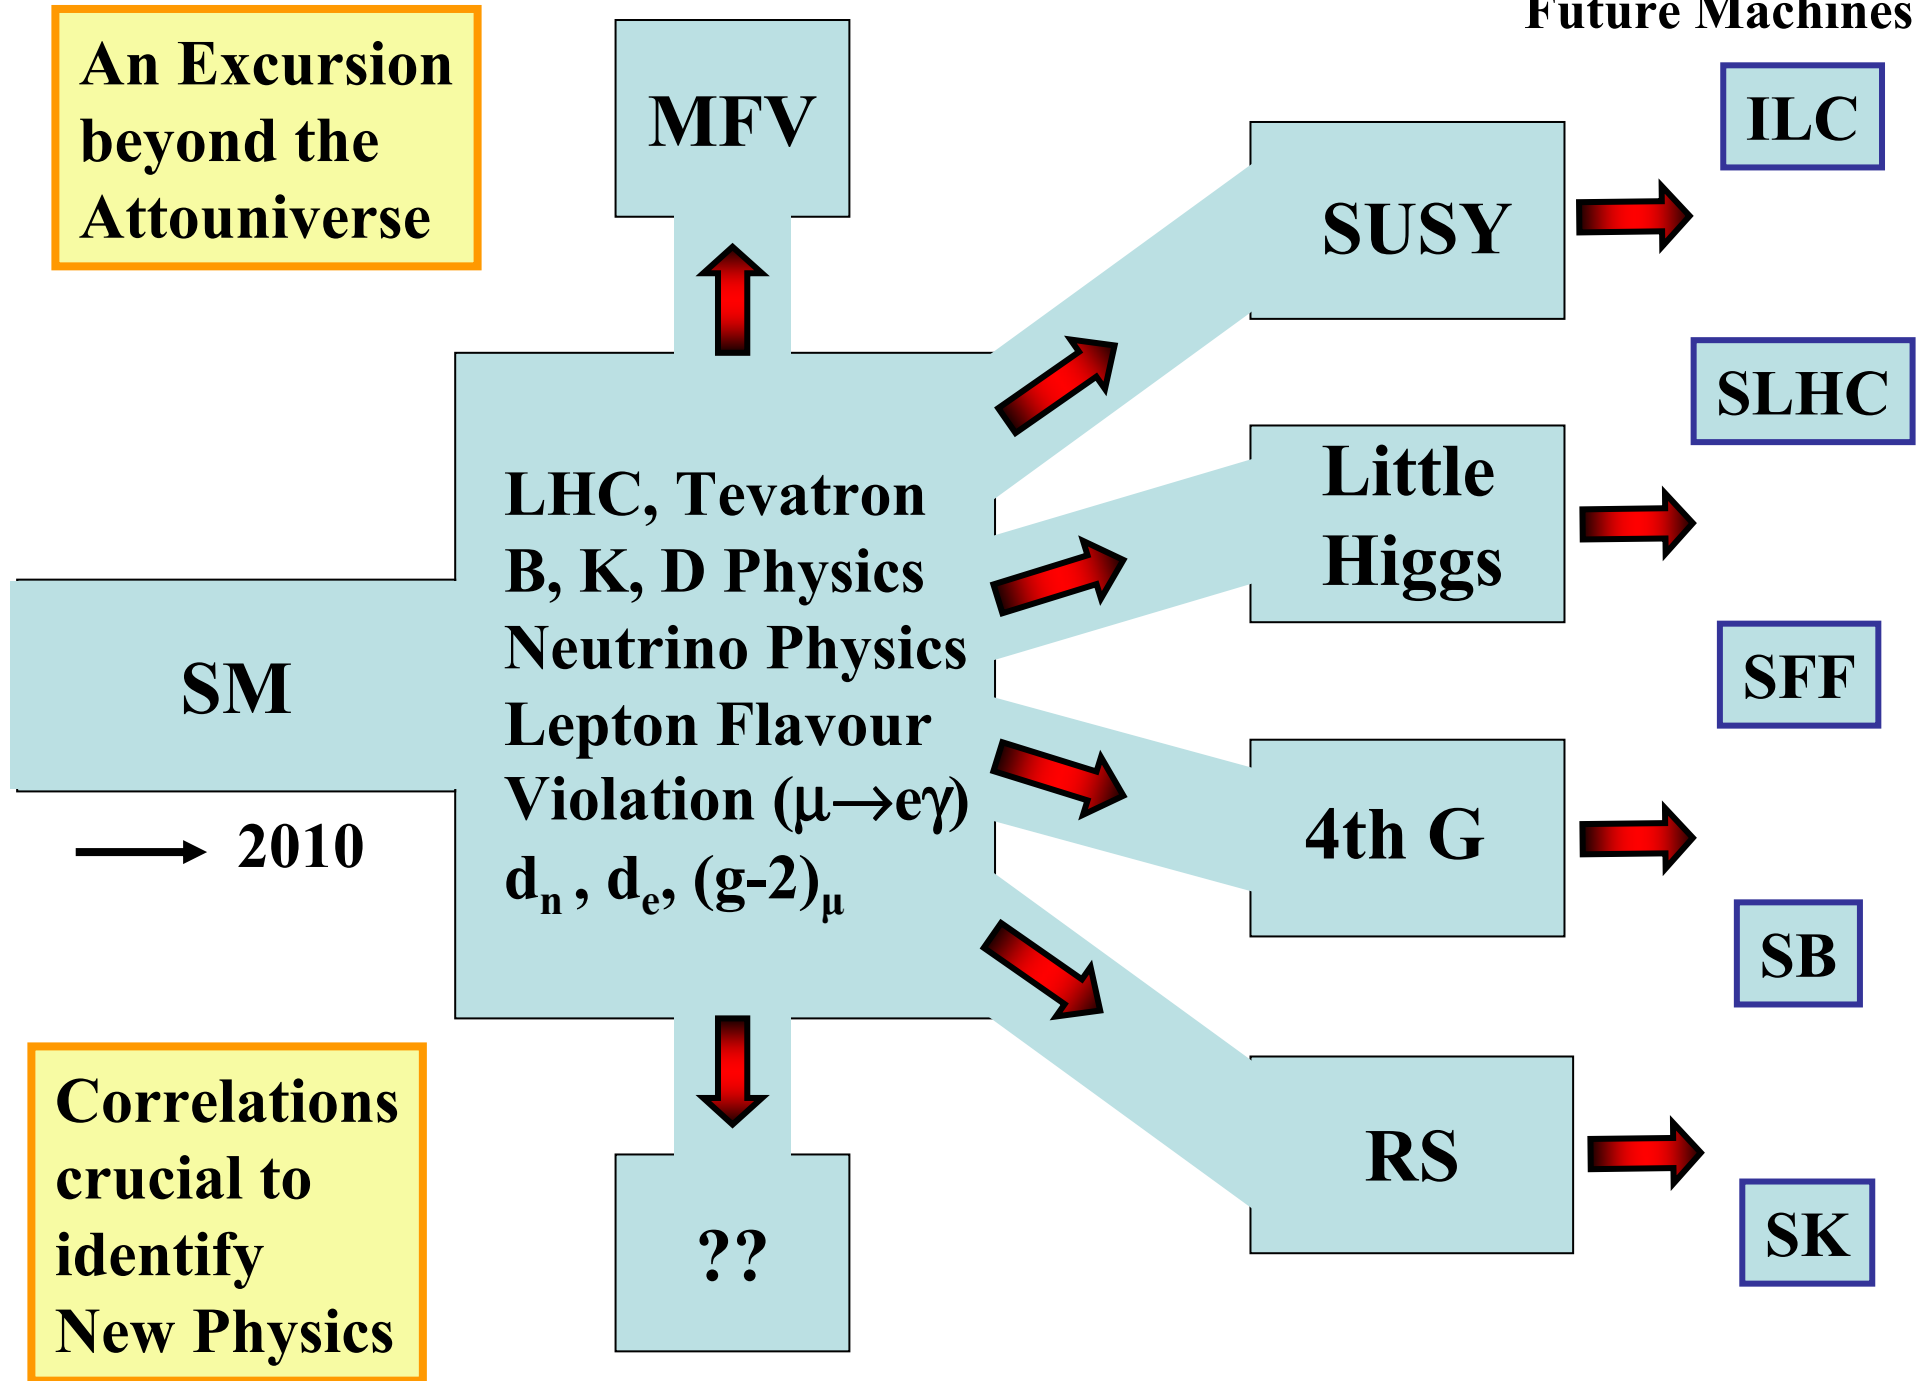 Future Machines
An Excursion
beyond the
Attouniverse
MFV
ILC
SUSY
SLHC
Little
Higgs
LHC, Tevatron
B, K, D Physics
Neutrino Physics
Lepton Flavour
Violation (μ→eγ)
dₙ , dₑ, (g-2)μ
SM
2010
SFF
4th G
SB
Correlations
crucial to
identify
New Physics
??
RS
SK